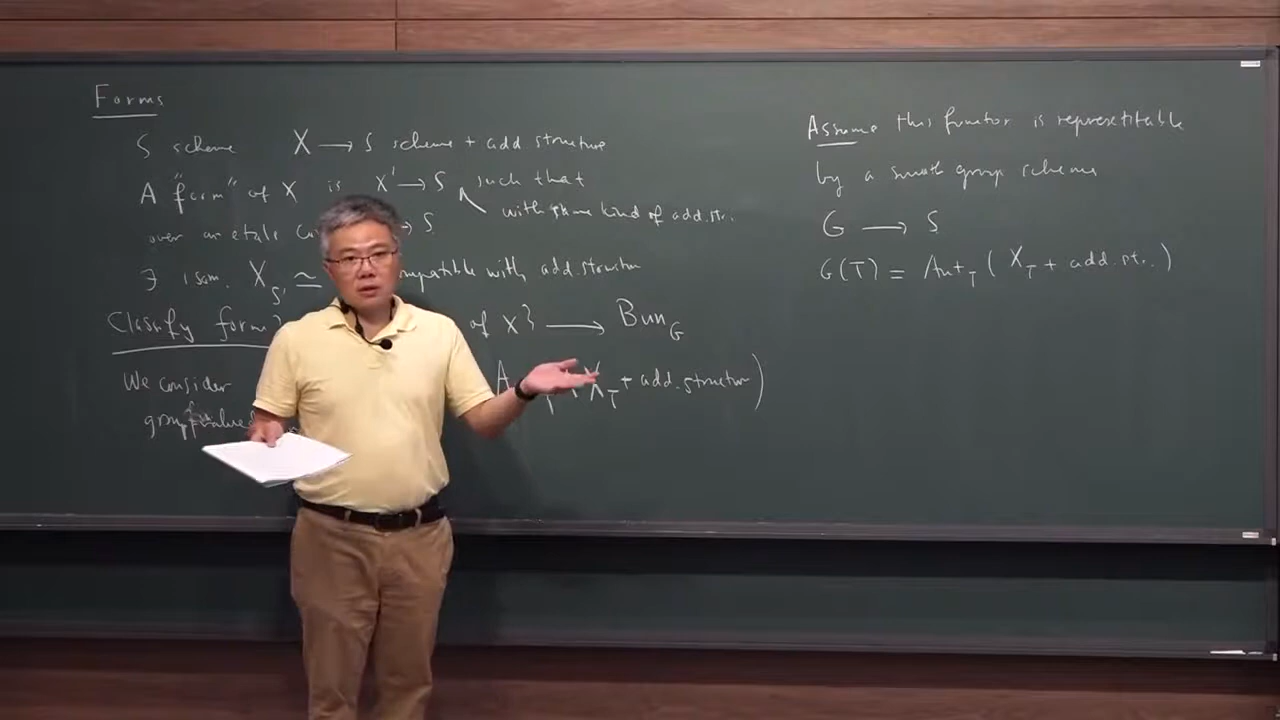 Forms
S scheme X → S scheme + add structure
A "form" of X is X' → S such that
with same kind of add. str.
over an etale → S
∃ isom. X_S' ≃ compatible with add. structure
Classify forms of X} → Bun_G
We consider A (X_T + add. structure)
group valued
Assume this functor is representable
by a smooth group scheme
G → S
G(T) = Aut_T (X_T + add. str.)